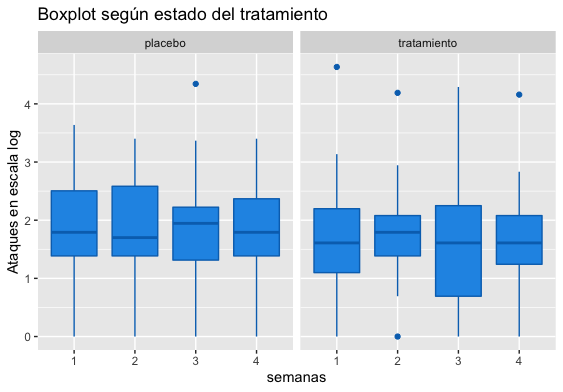 Boxplot según estado del tratamiento
placebo
tratamiento
Ataques en escala log
4
3
2
1
0
1 2 3 4
1 2 3 4
semanas